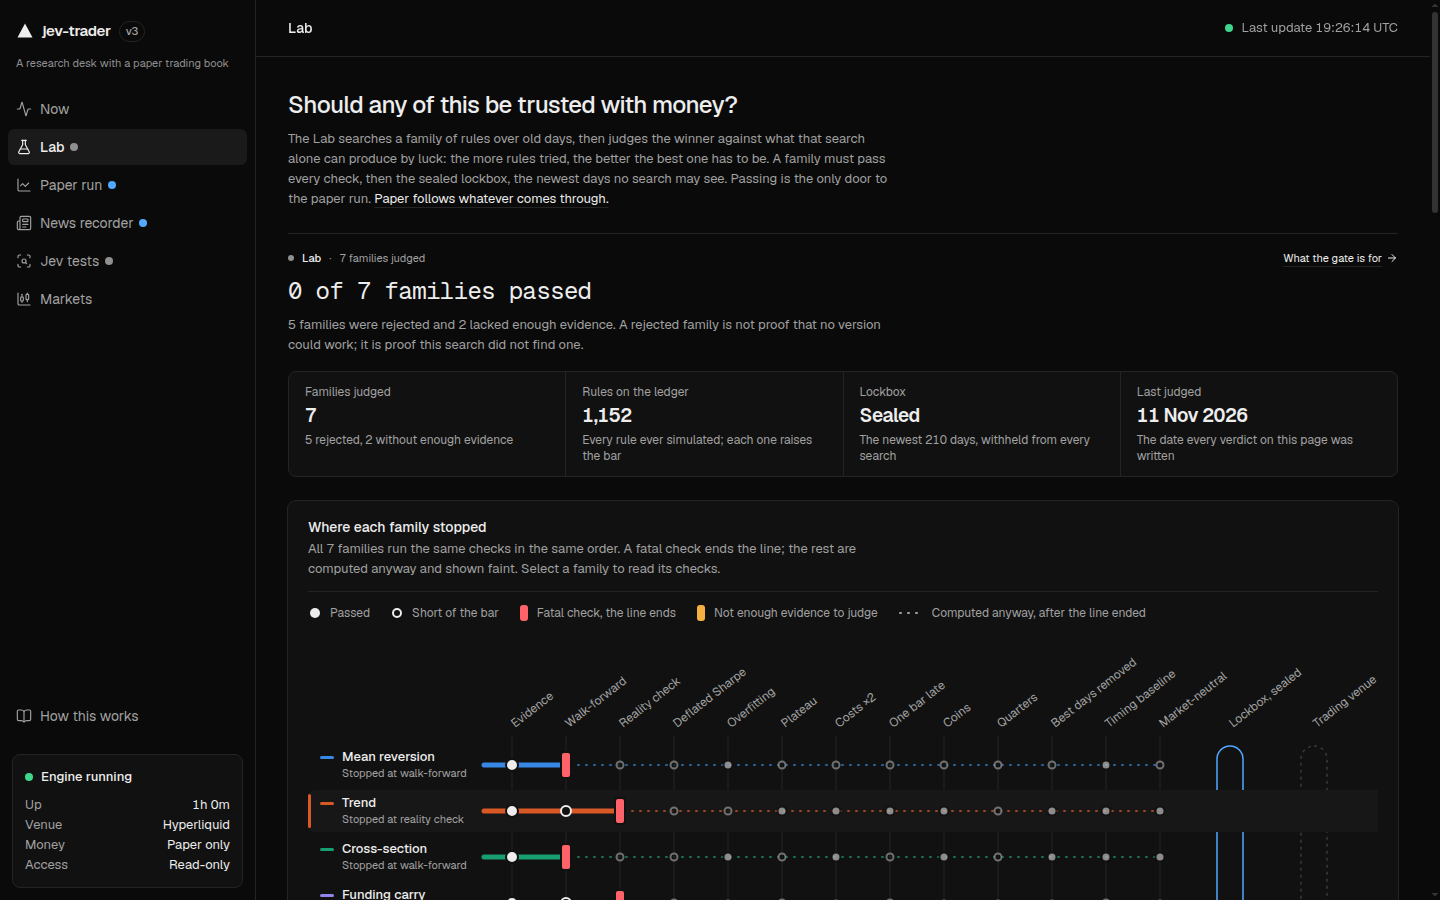 jev-trader v3
A research desk with a paper trading book
Now
Lab
Paper run
News recorder
Jev tests
Markets
How this works
Engine running
Up 1h 0m
Venue Hyperliquid
Money Paper only
Access Read-only
Lab
Last update 19:26:14 UTC
Should any of this be trusted with money?
The Lab searches a family of rules over old days, then judges the winner against what that search
alone can produce by luck: the more rules tried, the better the best one has to be. A family must pass
every check, then the sealed lockbox, the newest days no search may see. Passing is the only door to
the paper run. Paper follows whatever comes through.
Lab · 7 families judged
What the gate is for →
0 of 7 families passed
5 families were rejected and 2 lacked enough evidence. A rejected family is not proof that no version
could work; it is proof this search did not find one.
Families judged
7
5 rejected, 2 without enough evidence
Rules on the ledger
1,152
Every rule ever simulated; each one raises
the bar
Lockbox
Sealed
The newest 210 days, withheld from every
search
Last judged
11 Nov 2026
The date every verdict on this page was
written
Where each family stopped
All 7 families run the same checks in the same order. A fatal check ends the line; the rest are
computed anyway and shown faint. Select a family to read its checks.
Passed
Short of the bar
Fatal check, the line ends
Not enough evidence to judge
Computed anyway, after the line ended
Evidence
Walk-forward
Reality check
Deflated Sharpe
Overfitting
Plateau
Costs ×2
One bar late
Coins
Quarters
Best days removed
Timing baseline
Market-neutral
Lockbox, sealed
Trading venue
Mean reversion
Stopped at walk-forward
Trend
Stopped at reality check
Cross-section
Stopped at walk-forward
Funding carry